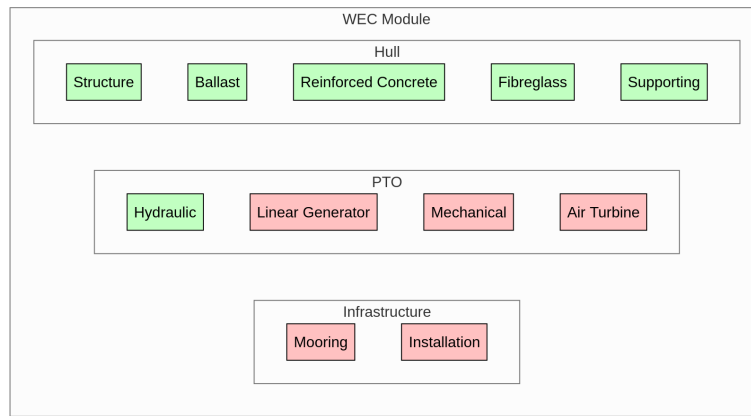 WEC Module
Hull
Structure
Ballast
Reinforced Concrete
Fibreglass
Supporting
PTO
Hydraulic
Linear Generator
Mechanical
Air Turbine
Infrastructure
Mooring
Installation